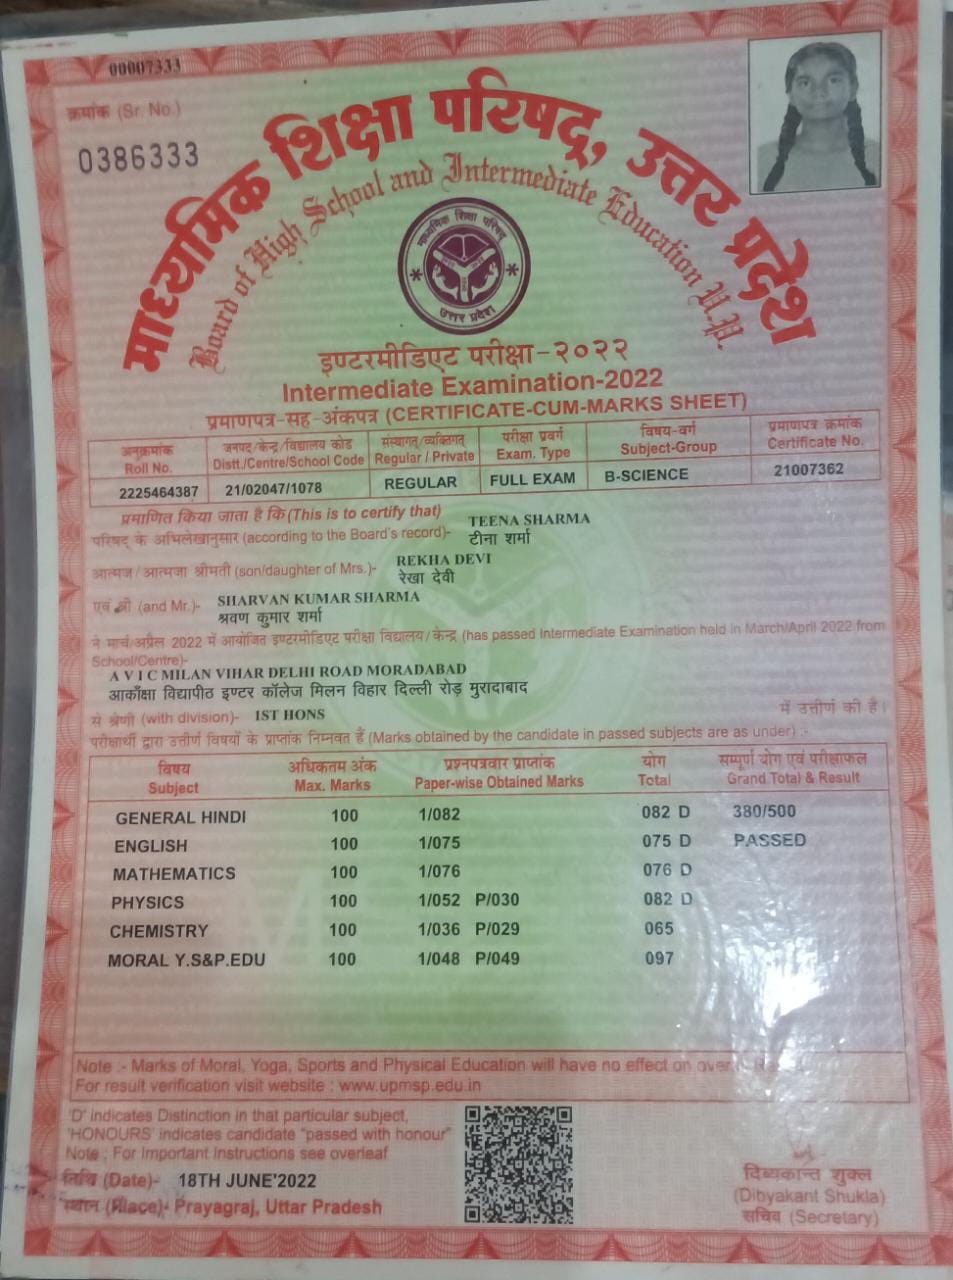 00007333
क्रमांक (Sr. No.)
0386333
माध्यमिक शिक्षा परिषद्, उत्तर प्रदेश
Board of High School and Intermediate Education U.P.
माध्यमिक शिक्षा परिषद्
उत्तर प्रदेश
इण्टरमीडिएट परीक्षा-२०२२
Intermediate Examination-2022
प्रमाणपत्र-सह-अंकपत्र (CERTIFICATE-CUM-MARKS SHEET)
अनुक्रमांक जनपद/केन्द्र/विद्यालय कोड संस्थागत/व्यक्तिगत परीक्षा प्रवर्ग विषय-वर्ग प्रमाणपत्र क्रमांक
Roll No. Distt./Centre/School Code Regular / Private Exam. Type Subject-Group Certificate No.
2225464387 21/02047/1078 REGULAR FULL EXAM B-SCIENCE 21007362
प्रमाणित किया जाता है कि (This is to certify that) TEENA SHARMA
परिषद् के अभिलेखानुसार (according to the Board's record)- टीना शर्मा
आत्मज/आत्मजा श्रीमती (son/daughter of Mrs.)- REKHA DEVI
रेखा देवी
एवं श्री (and Mr.)- SHARVAN KUMAR SHARMA
श्रवण कुमार शर्मा
ने मार्च/अप्रैल 2022 में आयोजित इण्टरमीडिएट परीक्षा विद्यालय/केन्द्र (has passed Intermediate Examination held in March/April 2022 from
School/Centre)-
A V I C MILAN VIHAR DELHI ROAD MORADABAD
आकाँक्षा विद्यापीठ इण्टर कॉलेज मिलन विहार दिल्ली रोड़ मुरादाबाद
से श्रेणी (with division)- 1ST HONS में उत्तीर्ण की है।
परीक्षार्थी द्वारा उत्तीर्ण विषयों के प्राप्तांक निम्नवत हैं (Marks obtained by the candidate in passed subjects are as under) :-
विषय अधिकतम अंक प्रश्नपत्रवार प्राप्तांक योग सम्पूर्ण योग एवं परीक्षाफल
Subject Max. Marks Paper-wise Obtained Marks Total Grand Total & Result
GENERAL HINDI 100 1/082 082 D 380/500
ENGLISH 100 1/075 075 D PASSED
MATHEMATICS 100 1/076 076 D
PHYSICS 100 1/052 P/030 082 D
CHEMISTRY 100 1/036 P/029 065
MORAL Y.S&P.EDU 100 1/048 P/049 097
Note :- Marks of Moral, Yoga, Sports and Physical Education will have no effect on
For result verification visit website : www.upmsp.edu.in
'D' indicates Distinction in that particular subject,
'HONOURS' indicates candidate "passed with honour"
Note : For Important Instructions see overleaf
तिथि (Date)- 18TH JUNE'2022
स्थान (Place)- Prayagraj, Uttar Pradesh
दिव्यकान्त शुक्ल
(Dibyakant Shukla)
सचिव (Secretary)